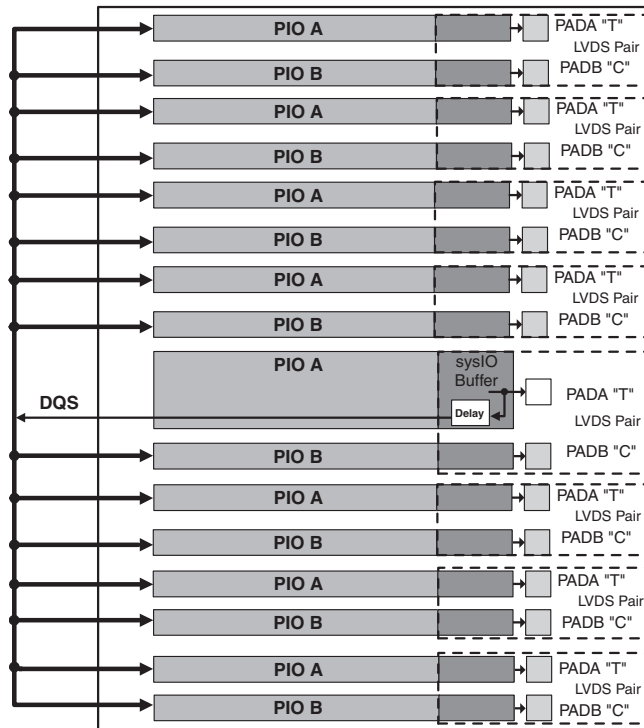 PIO A
PADA "T"
LVDS Pair
PIO B
PADB "C"
PIO A
PADA "T"
LVDS Pair
PIO B
PADB "C"
PIO A
PADA "T"
LVDS Pair
PIO B
PADB "C"
PIO A
PADA "T"
LVDS Pair
PIO B
PADB "C"
PIO A
sysIO
Buffer
PADA "T"
DQS
Delay
LVDS Pair
PIO B
PADB "C"
PIO A
PADA "T"
LVDS Pair
PIO B
PADB "C"
PIO A
PADA "T"
LVDS Pair
PIO B
PADB "C"
PIO A
PADA "T"
LVDS Pair
PIO B
PADB "C"